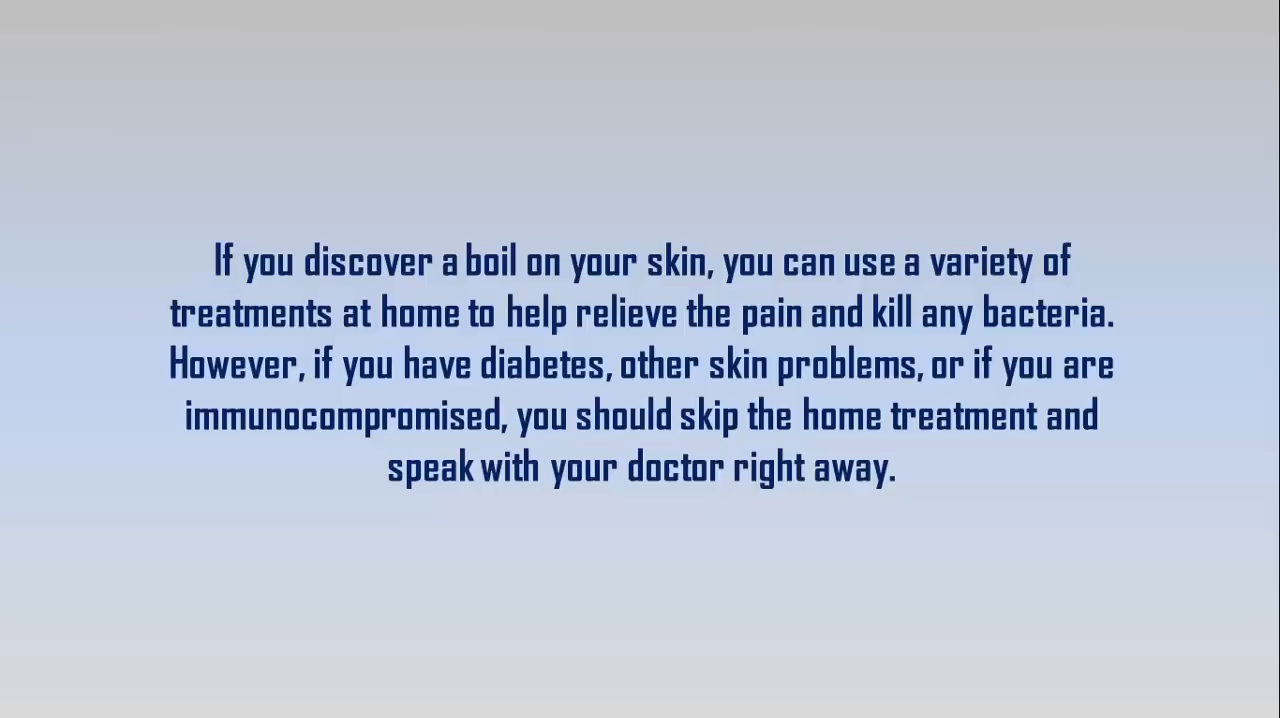 If you discover a boil on your skin, you can use a variety of
treatments at home to help relieve the pain and kill any bacteria.
However, if you have diabetes, other skin problems, or if you are
immunocompromised, you should skip the home treatment and
speak with your doctor right away.